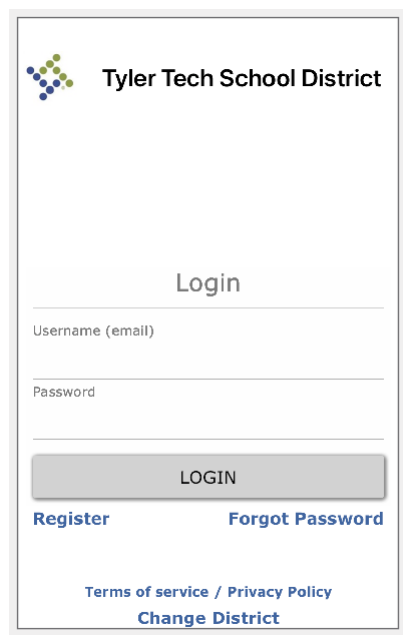 Tyler Tech School District
Login
Username (email)
Password
LOGIN
Register Forgot Password
Terms of service / Privacy Policy
Change District